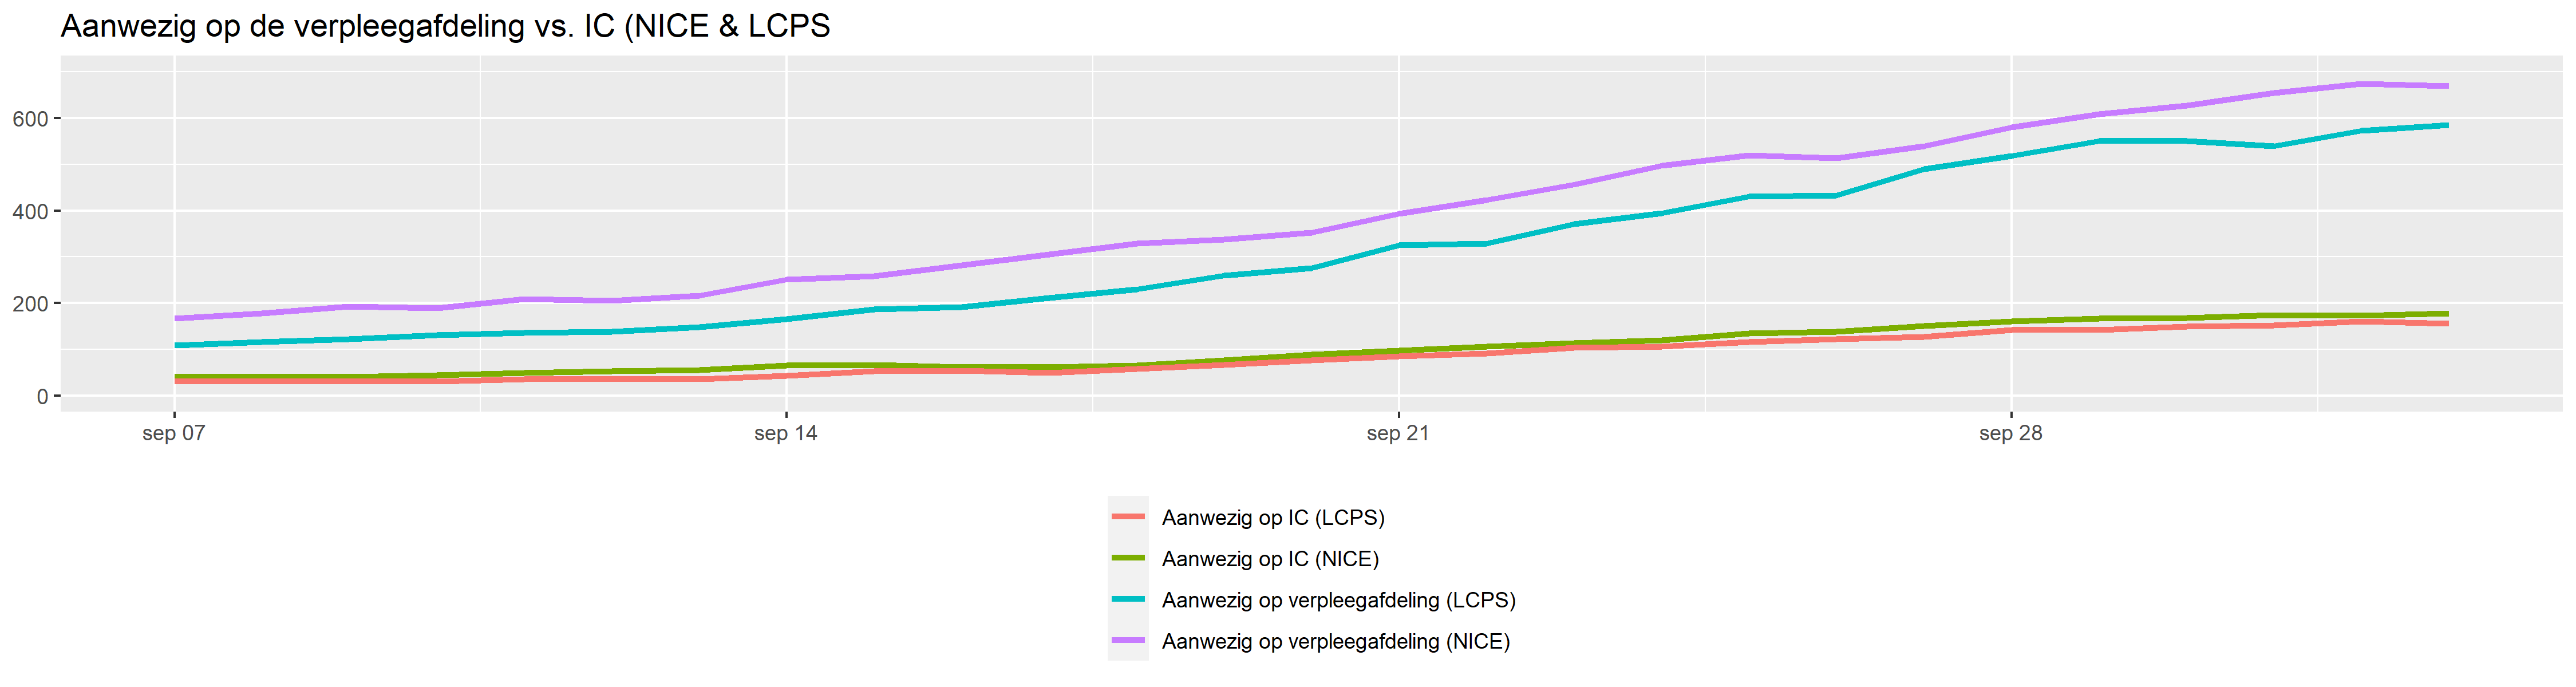 Aanwezig op de verpleegafdeling vs. IC (NICE & LCPS
600
400
200
0
sep 07 sep 14 sep 21 sep 28
Aanwezig op IC (LCPS)
Aanwezig op IC (NICE)
Aanwezig op verpleegafdeling (LCPS)
Aanwezig op verpleegafdeling (NICE)